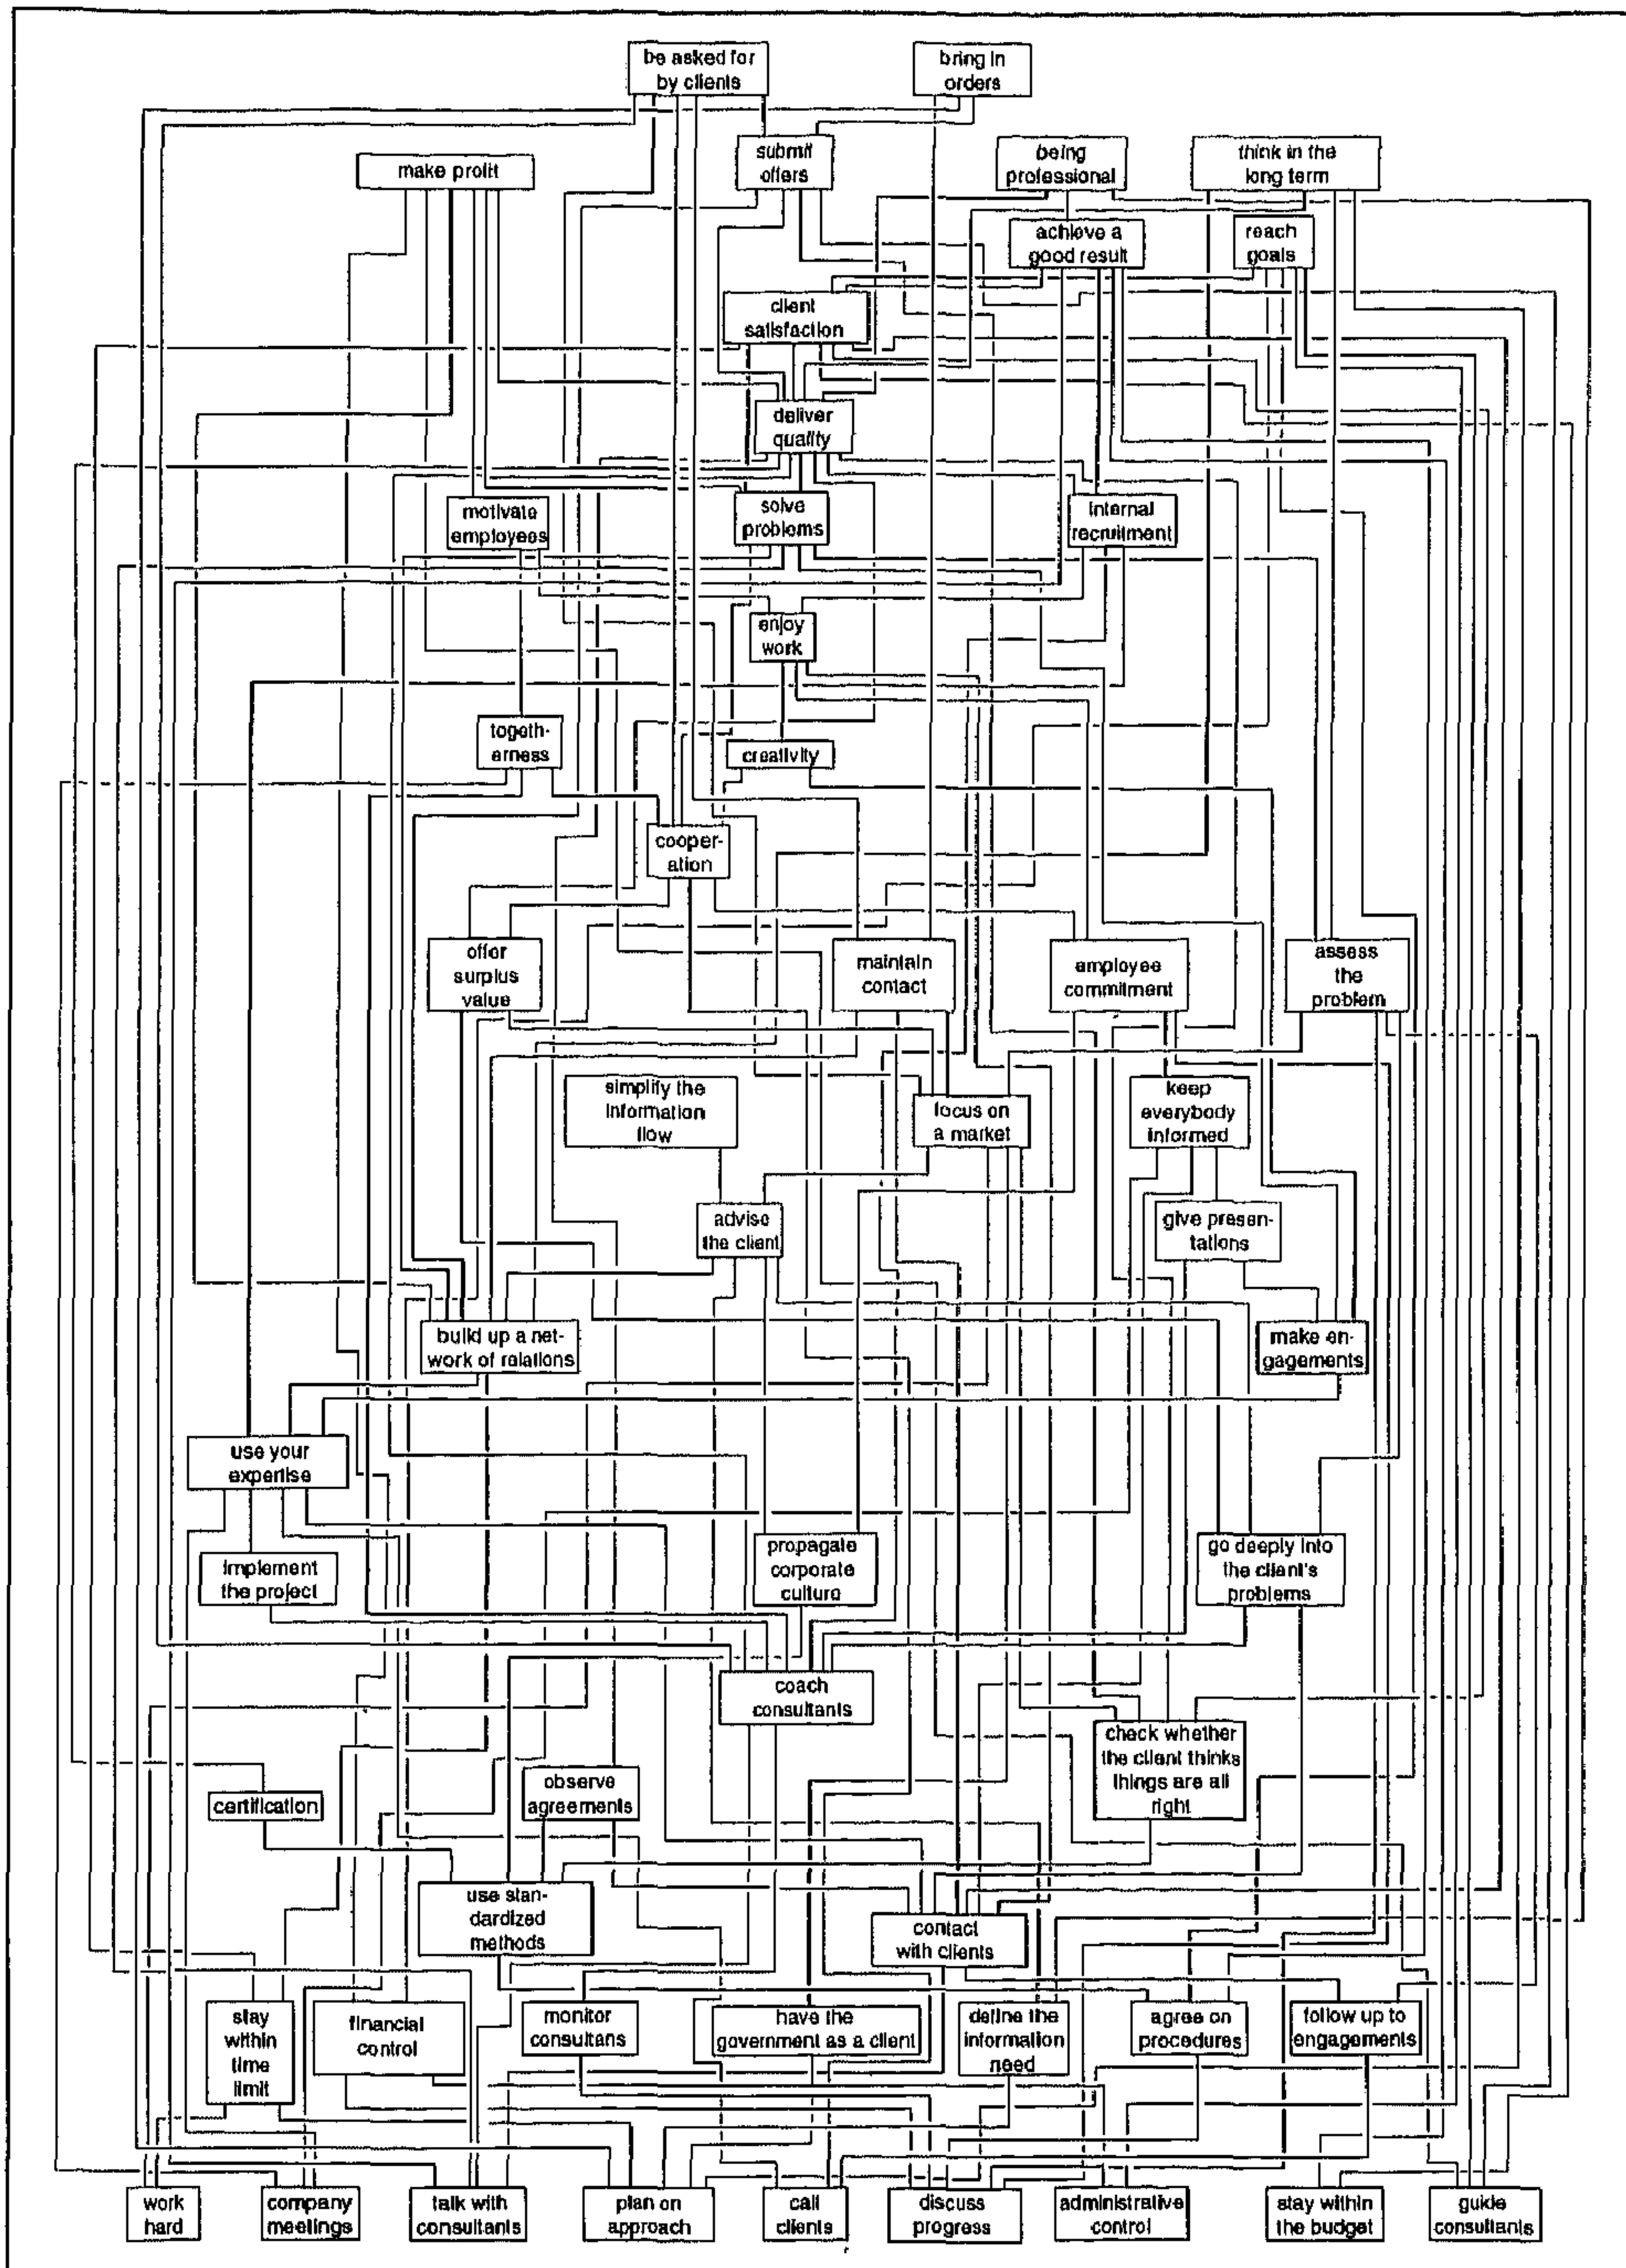 be asked for
by clients
bring in
orders
submit
offers
being
professional
think in the
long term
make profit
achieve a
good result
reach
goals
client
satisfaction
deliver
quality
motivate
employees
solve
problems
internal
recruitment
enjoy
work
togeth-
erness
creativity
cooper-
ation
offer
surplus
value
maintain
contact
employee
commitment
assess
the
problem
simplify the
information
flow
focus on
a market
keep
everybody
informed
advise
the client
give presen-
tations
build up a net-
work of relations
make en-
gagements
use your
expertise
implement
the project
propagate
corporate
culture
go deeply into
the client's
problems
coach
consultants
check whether
the client thinks
things are all
right
certification
observe
agreements
use stan-
dardized
methods
contact
with clients
stay
within
time
limit
financial
control
monitor
consultans
have the
government as a client
define the
information
need
agree on
procedures
follow up to
engagements
work
hard
company
meetings
talk with
consultants
plan on
approach
call
clients
discuss
progress
administrative
control
stay within
the budget
guide
consultants